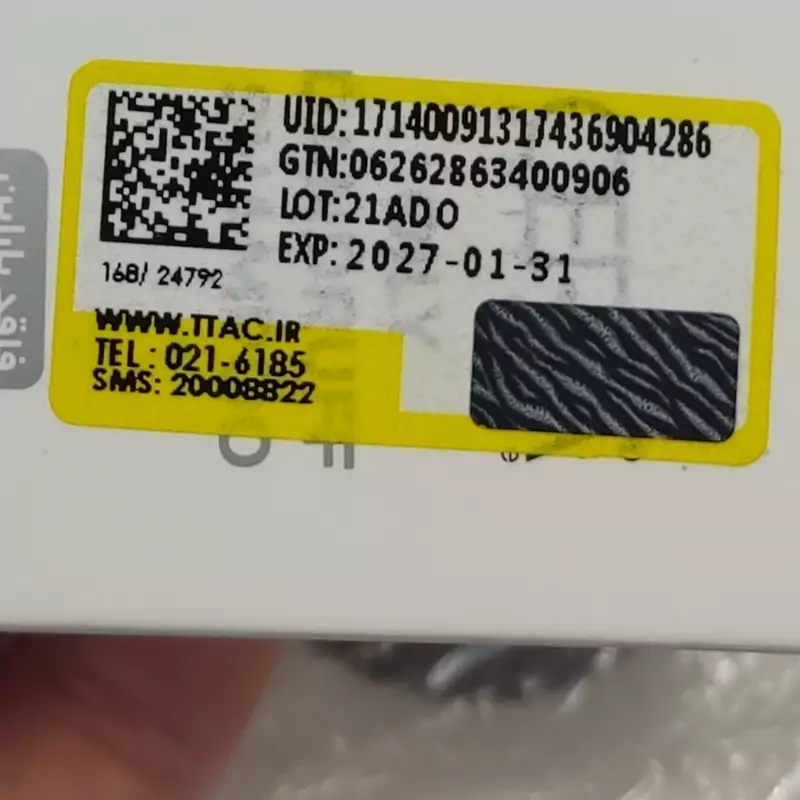 UID:17140091317436904286
GTN:06262863400906
LOT:21ADO
EXP:2027-01-31
168/ 24792
WWW.TTAC.IR
TEL : 021-6185
SMS: 20008822